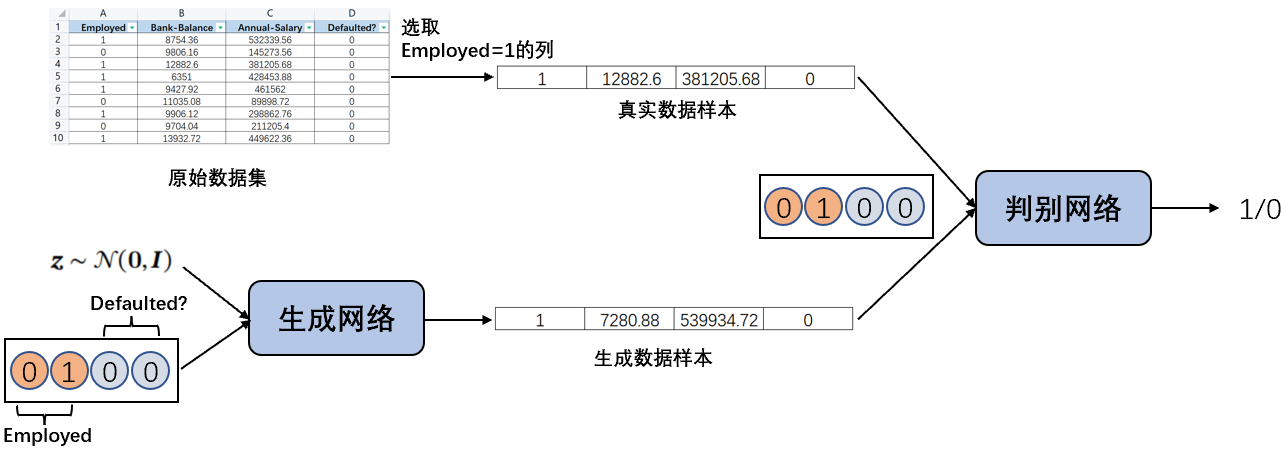 A B C D
1 Employed Bank-Balance Annual-Salary Defaulted?
2 1 8754.36 532339.56 0
3 0 9806.16 145273.56 0
4 1 12882.6 381205.68 0
5 1 6351 428453.88 0
6 1 9427.92 461562 0
7 0 11035.08 89898.72 0
8 1 9906.12 298862.76 0
9 0 9704.04 211205.4 0
10 1 13932.72 449622.36 0
原始数据集
选取
Employed=1的列
1 12882.6 381205.68 0
真实数据样本
0 1 0 0
判别网络
1/0
z ~ N(0, I)
Defaulted?
0 1 0 0
Employed
生成网络
1 7280.88 539934.72 0
生成数据样本